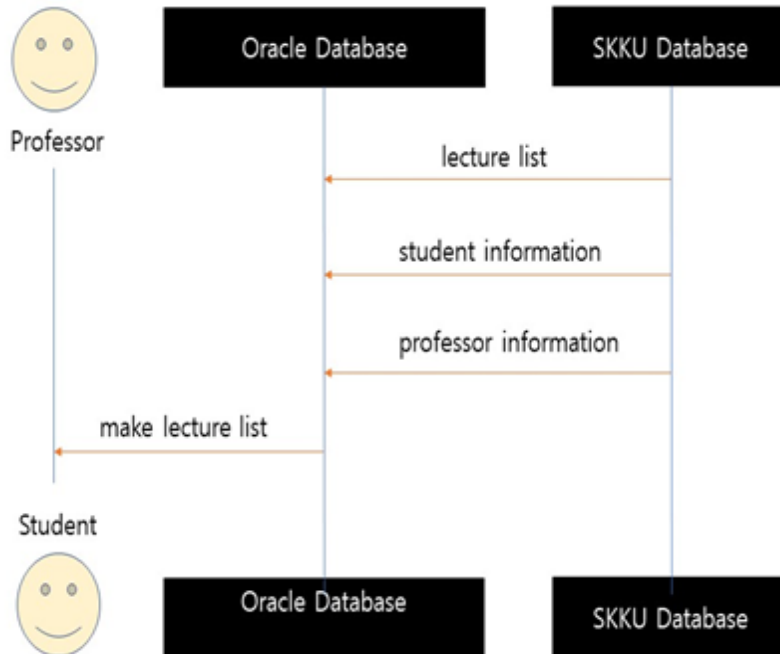 Oracle Database
SKKU Database
Professor
lecture list
student information
professor information
make lecture list
Student
Oracle Database
SKKU Database